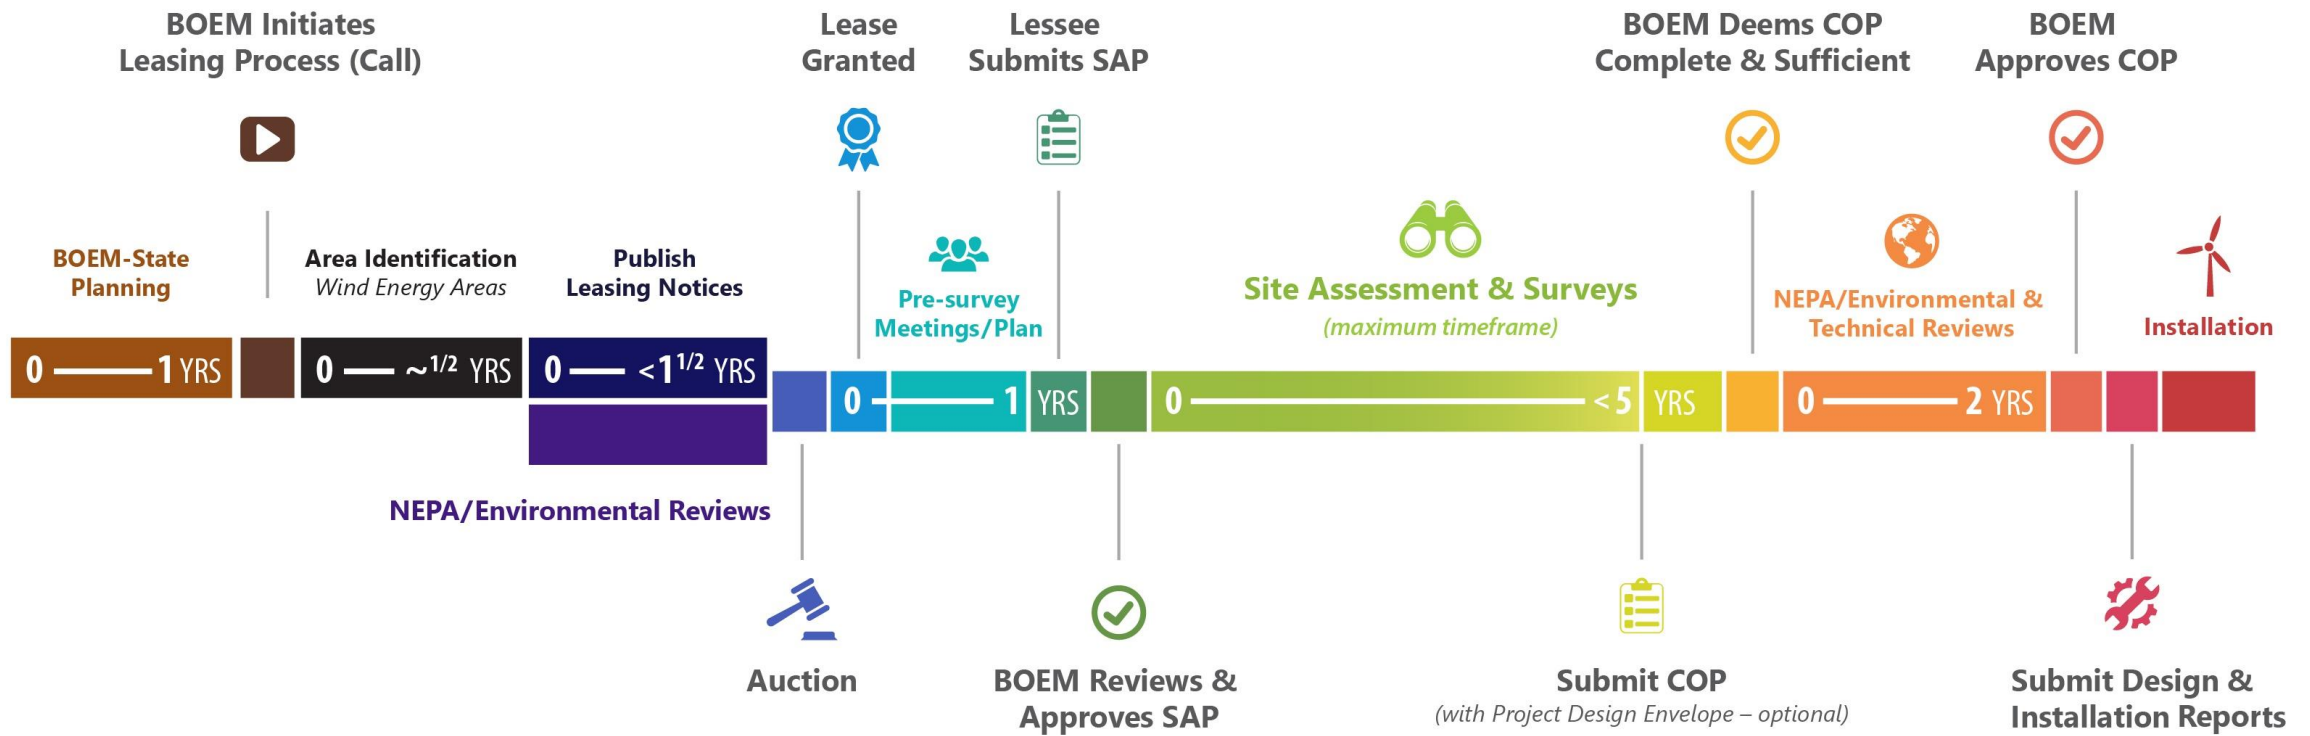 BOEM Initiates
Leasing Process (Call)
Lease
Granted
Lessee
Submits SAP
BOEM Deems COP
Complete & Sufficient
BOEM
Approves COP
BOEM-State
Planning
Area Identification
Wind Energy Areas
Publish
Leasing Notices
Pre-survey
Meetings/Plan
Site Assessment & Surveys
(maximum timeframe)
NEPA/Environmental &
Technical Reviews
Installation
0 1 YRS
0 ~1/2 YRS
0 <1 1/2 YRS
0 1 YRS
0 <5 YRS
0 2 YRS
NEPA/Environmental Reviews
Auction
BOEM Reviews &
Approves SAP
Submit COP
(with Project Design Envelope – optional)
Submit Design &
Installation Reports